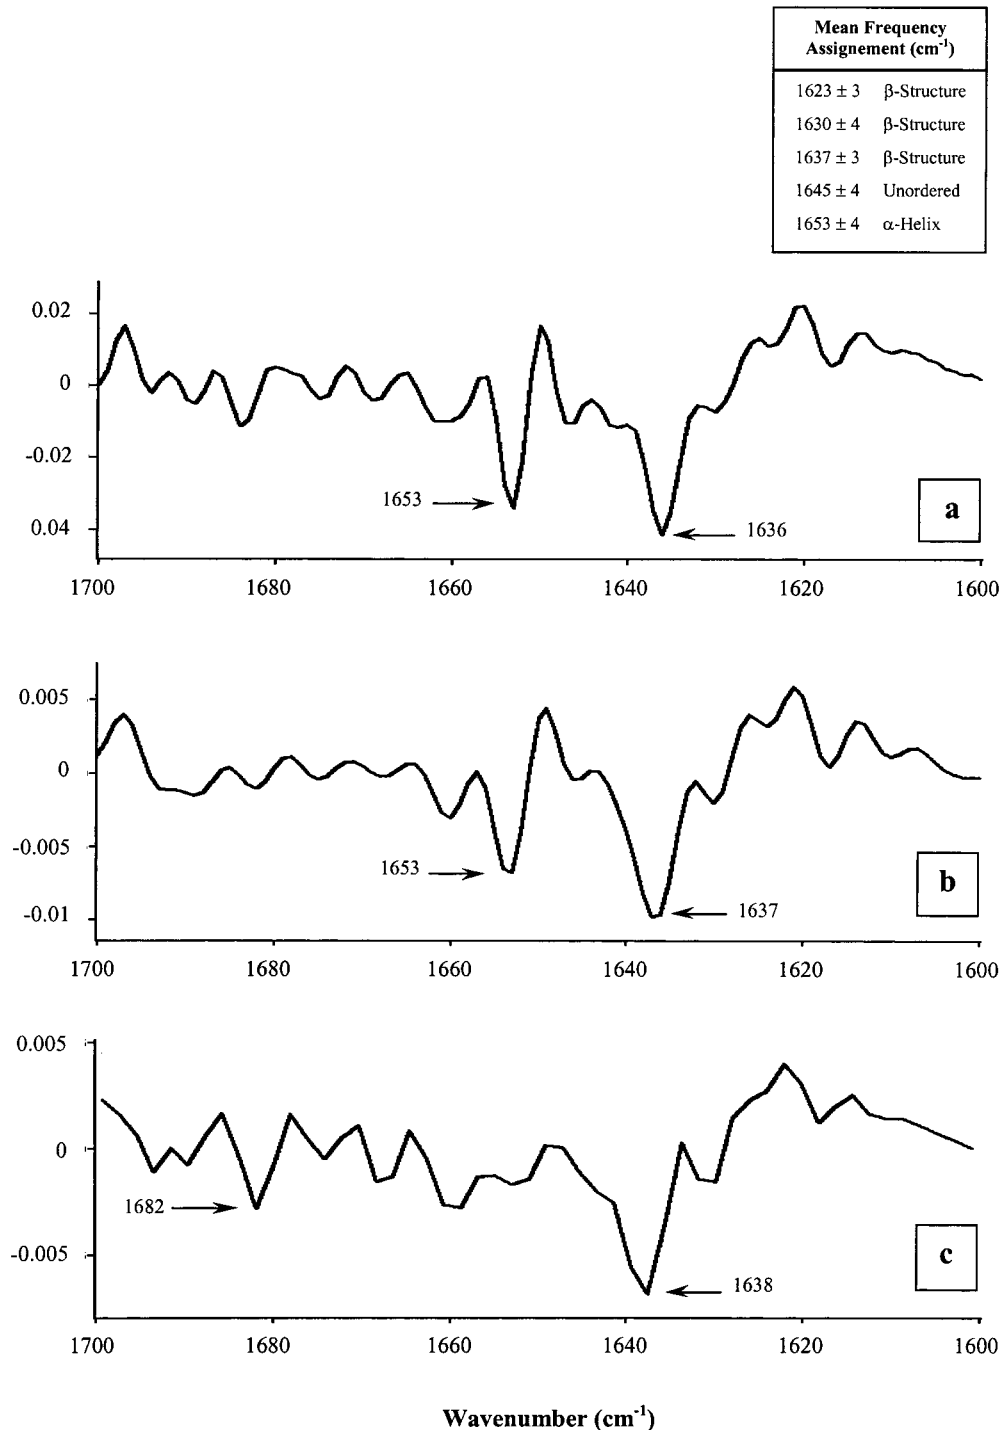 Mean Frequency
Assignement (cm⁻¹)
1623 ± 3 β-Structure
1630 ± 4 β-Structure
1637 ± 3 β-Structure
1645 ± 4 Unordered
1653 ± 4 α-Helix
0.02
0
-0.02
0.04
1653
1636
a
1700 1680 1660 1640 1620 1600
0.005
0
-0.005
-0.01
1653
1637
b
1700 1680 1660 1640 1620 1600
0.005
0
-0.005
1682
1638
c
1700 1680 1660 1640 1620 1600
Wavenumber (cm⁻¹)